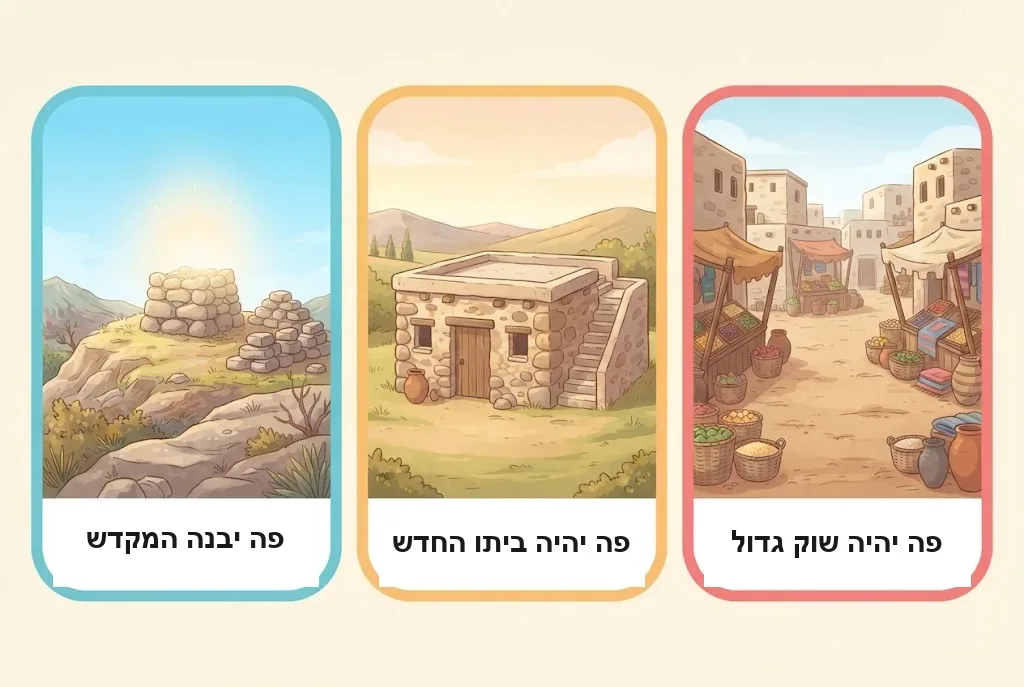 פה יהיה שוק גדול
פה יהיה ביתו החדש
פה יבנה המקדש